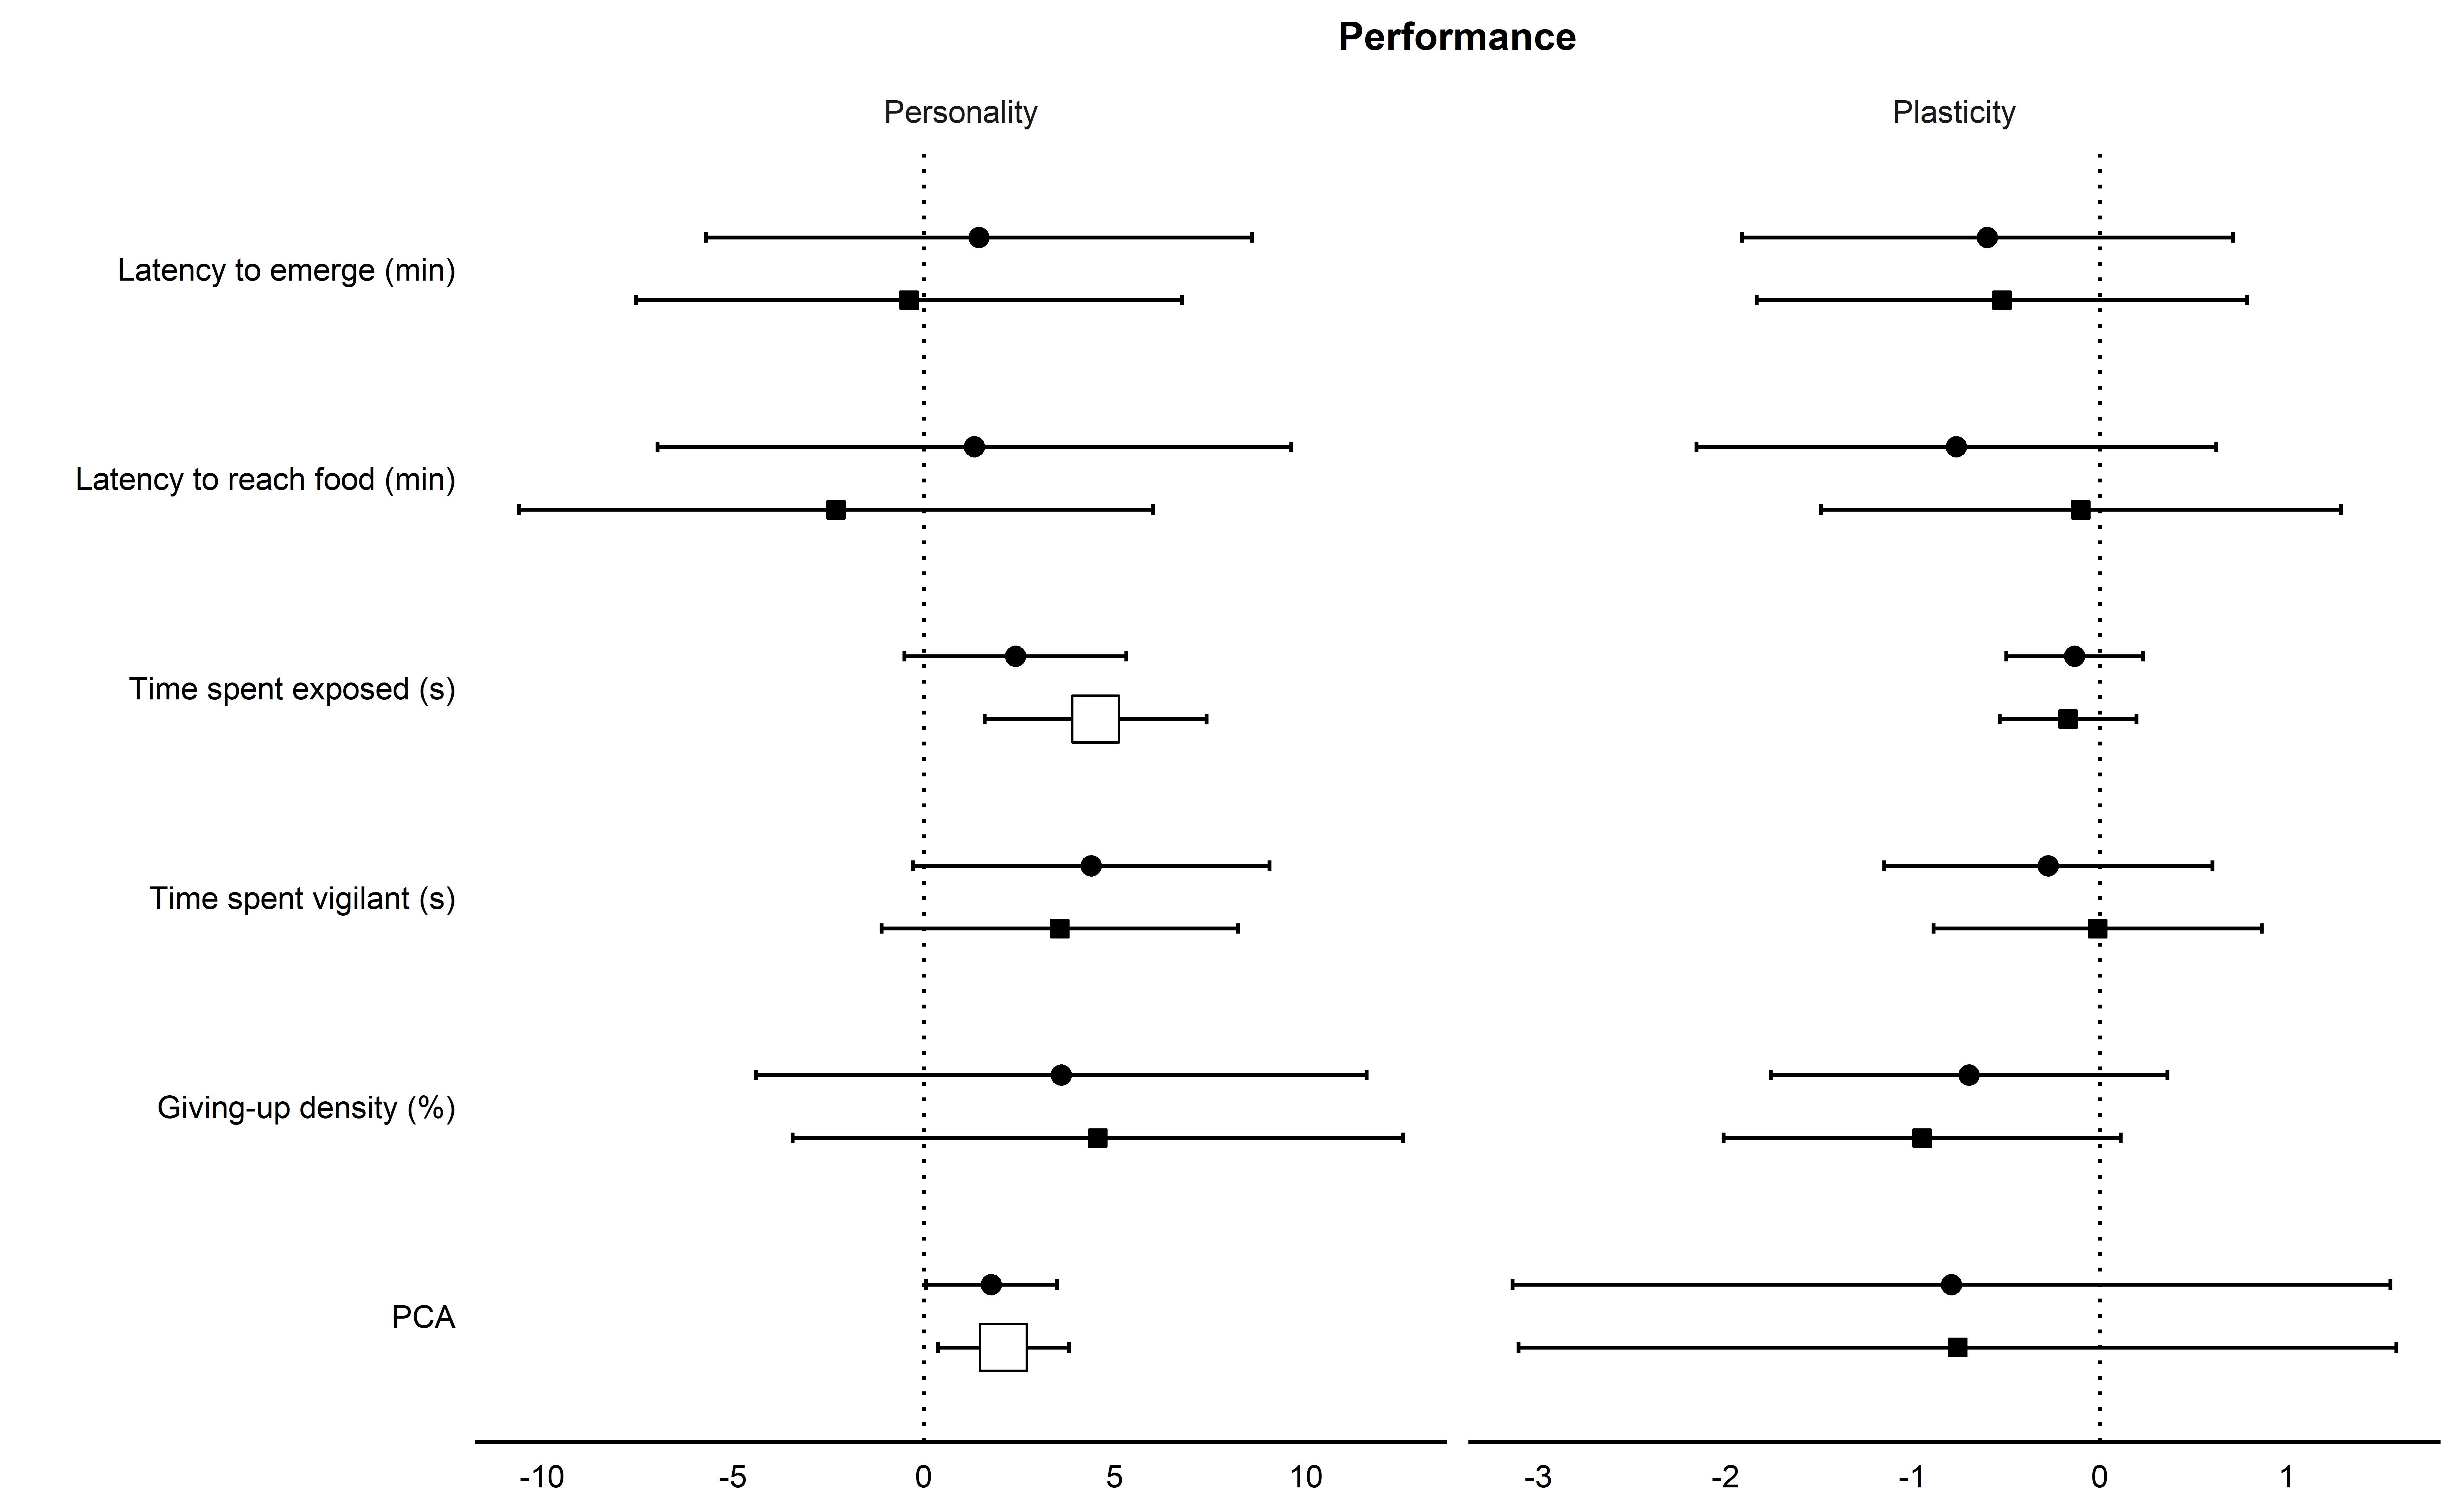 Performance
Personality
Plasticity
Latency to emerge (min)
Latency to reach food (min)
Time spent exposed (s)
Time spent vigilant (s)
Giving-up density (%)
PCA
-10 -5 0 5 10
-3 -2 -1 0 1